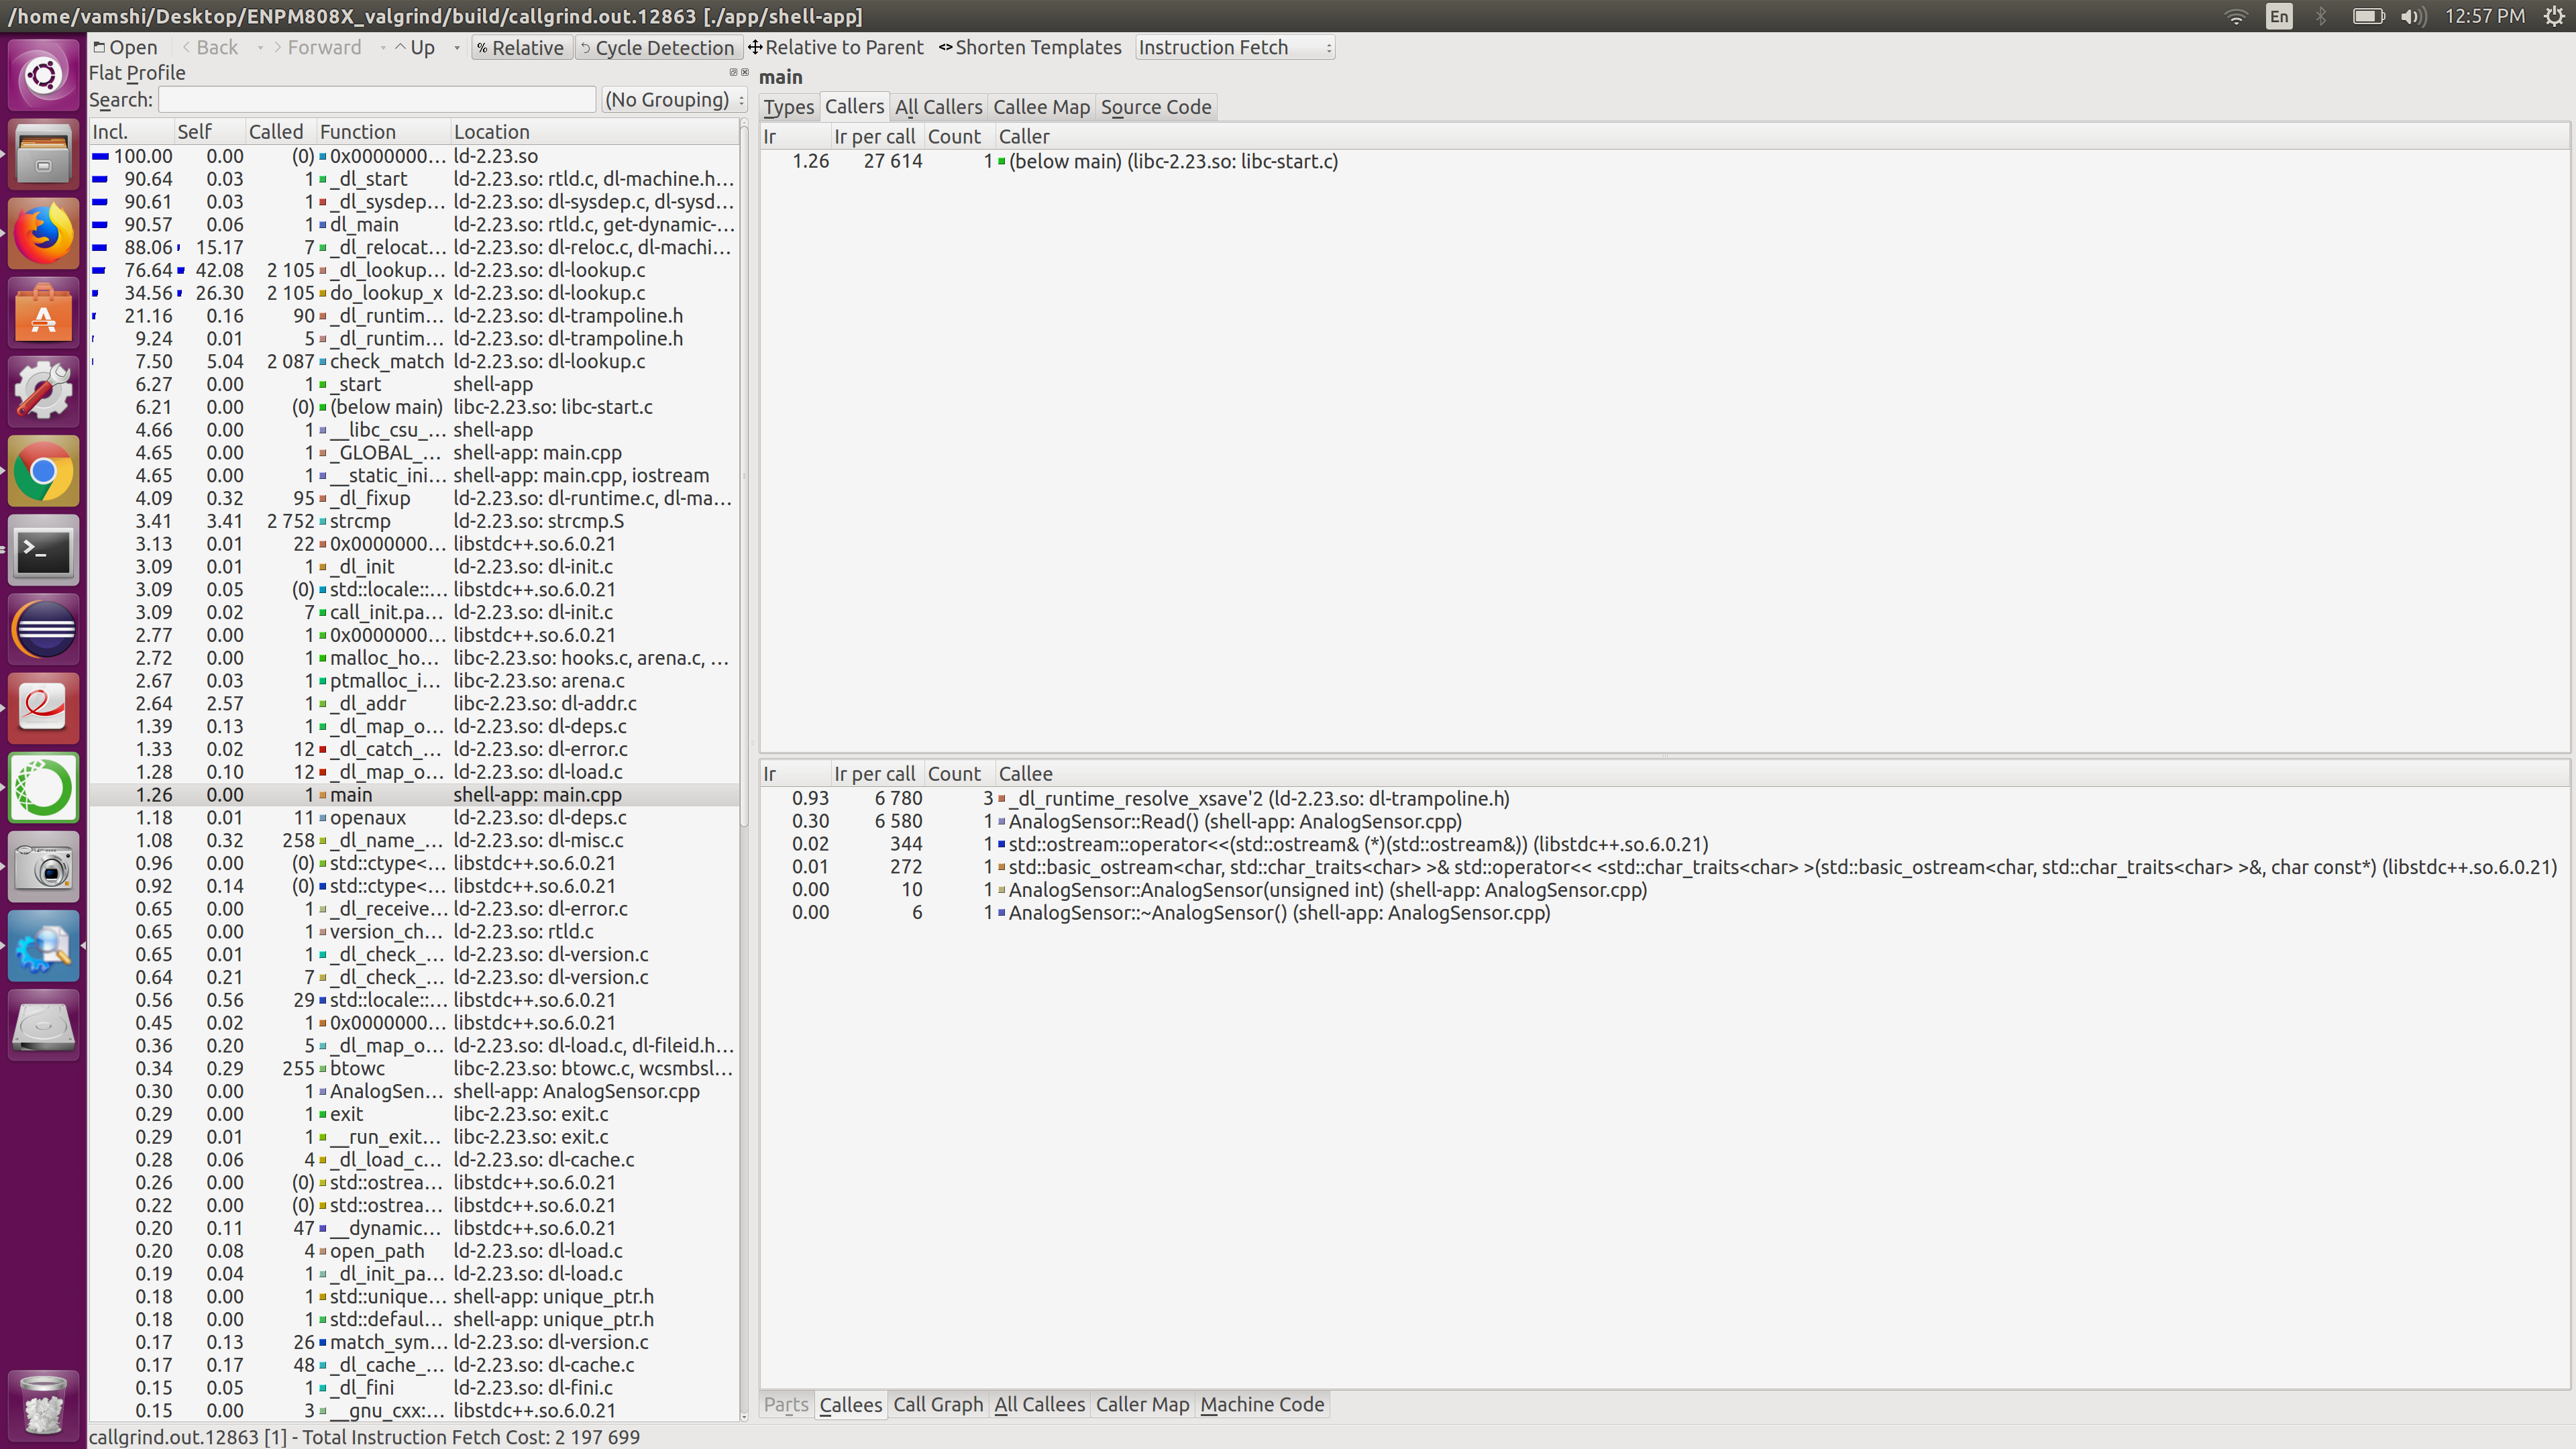 /home/vamshi/Desktop/ENPM808X_valgrind/build/callgrind.out.12863 [./app/shell-app]
En
12:57 PM
Open Back Forward Up % Relative Cycle Detection Relative to Parent <> Shorten Templates Instruction Fetch
Flat Profile
Search: (No Grouping)
Incl. Self Called Function Location
100.00 0.00 (0) 0x0000000… ld-2.23.so
90.64 0.03 1 _dl_start ld-2.23.so: rtld.c, dl-machine.h…
90.61 0.03 1 _dl_sysdep… ld-2.23.so: dl-sysdep.c, dl-sysd…
90.57 0.06 1 dl_main ld-2.23.so: rtld.c, get-dynamic-…
88.06 15.17 7 _dl_relocat… ld-2.23.so: dl-reloc.c, dl-machi…
76.64 42.08 2 105 _dl_lookup… ld-2.23.so: dl-lookup.c
34.56 26.30 2 105 do_lookup_x ld-2.23.so: dl-lookup.c
21.16 0.16 90 _dl_runtim… ld-2.23.so: dl-trampoline.h
9.24 0.01 5 _dl_runtim… ld-2.23.so: dl-trampoline.h
7.50 5.04 2 087 check_match ld-2.23.so: dl-lookup.c
6.27 0.00 1 _start shell-app
6.21 0.00 (0) (below main) libc-2.23.so: libc-start.c
4.66 0.00 1 __libc_csu_… shell-app
4.65 0.00 1 _GLOBAL_… shell-app: main.cpp
4.65 0.00 1 __static_ini… shell-app: main.cpp, iostream
4.09 0.32 95 _dl_fixup ld-2.23.so: dl-runtime.c, dl-ma…
3.41 3.41 2 752 strcmp ld-2.23.so: strcmp.S
3.13 0.01 22 0x0000000… libstdc++.so.6.0.21
3.09 0.01 1 _dl_init ld-2.23.so: dl-init.c
3.09 0.05 (0) std::locale::… libstdc++.so.6.0.21
3.09 0.02 7 call_init.pa… ld-2.23.so: dl-init.c
2.77 0.00 1 0x0000000… libstdc++.so.6.0.21
2.72 0.00 1 malloc_ho… libc-2.23.so: hooks.c, arena.c, …
2.67 0.03 1 ptmalloc_i… libc-2.23.so: arena.c
2.64 2.57 1 _dl_addr libc-2.23.so: dl-addr.c
1.39 0.13 1 _dl_map_o… ld-2.23.so: dl-deps.c
1.33 0.02 12 _dl_catch_… ld-2.23.so: dl-error.c
1.28 0.10 12 _dl_map_o… ld-2.23.so: dl-load.c
1.26 0.00 1 main shell-app: main.cpp
1.18 0.01 11 openaux ld-2.23.so: dl-deps.c
1.08 0.32 258 _dl_name_… ld-2.23.so: dl-misc.c
0.96 0.00 (0) std::ctype<… libstdc++.so.6.0.21
0.92 0.14 (0) std::ctype<… libstdc++.so.6.0.21
0.65 0.00 1 _dl_receive… ld-2.23.so: dl-error.c
0.65 0.00 1 version_ch… ld-2.23.so: rtld.c
0.65 0.01 1 _dl_check_… ld-2.23.so: dl-version.c
0.64 0.21 7 _dl_check_… ld-2.23.so: dl-version.c
0.56 0.56 29 std::locale::… libstdc++.so.6.0.21
0.45 0.02 1 0x0000000… libstdc++.so.6.0.21
0.36 0.20 5 _dl_map_o… ld-2.23.so: dl-load.c, dl-fileid.h…
0.34 0.29 255 btowc libc-2.23.so: btowc.c, wcsmbsl…
0.30 0.00 1 AnalogSen… shell-app: AnalogSensor.cpp
0.29 0.00 1 exit libc-2.23.so: exit.c
0.29 0.01 1 __run_exit… libc-2.23.so: exit.c
0.28 0.06 4 _dl_load_c… ld-2.23.so: dl-cache.c
0.26 0.00 (0) std::ostrea… libstdc++.so.6.0.21
0.22 0.00 (0) std::ostrea… libstdc++.so.6.0.21
0.20 0.11 47 __dynamic… libstdc++.so.6.0.21
0.20 0.08 4 open_path ld-2.23.so: dl-load.c
0.19 0.04 1 _dl_init_pa… ld-2.23.so: dl-load.c
0.18 0.00 1 std::unique… shell-app: unique_ptr.h
0.18 0.00 1 std::defaul… shell-app: unique_ptr.h
0.17 0.13 26 match_sym… ld-2.23.so: dl-version.c
0.17 0.17 48 _dl_cache_… ld-2.23.so: dl-cache.c
0.15 0.05 1 _dl_fini ld-2.23.so: dl-fini.c
0.15 0.00 3 __gnu_cxx:… libstdc++.so.6.0.21
main
Types Callers All Callers Callee Map Source Code
Ir Ir per call Count Caller
1.26 27 614 1 (below main) (libc-2.23.so: libc-start.c)
Ir Ir per call Count Callee
0.93 6 780 3 _dl_runtime_resolve_xsave'2 (ld-2.23.so: dl-trampoline.h)
0.30 6 580 1 AnalogSensor::Read() (shell-app: AnalogSensor.cpp)
0.02 344 1 std::ostream::operator<<(std::ostream& (*)(std::ostream&)) (libstdc++.so.6.0.21)
0.01 272 1 std::basic_ostream<char, std::char_traits<char> >& std::operator<< <std::char_traits<char> >(std::basic_ostream<char, std::char_traits<char> >&, char const*) (libstdc++.so.6.0.21)
0.00 10 1 AnalogSensor::AnalogSensor(unsigned int) (shell-app: AnalogSensor.cpp)
0.00 6 1 AnalogSensor::~AnalogSensor() (shell-app: AnalogSensor.cpp)
Parts Callees Call Graph All Callees Caller Map Machine Code
callgrind.out.12863 [1] - Total Instruction Fetch Cost: 2 197 699